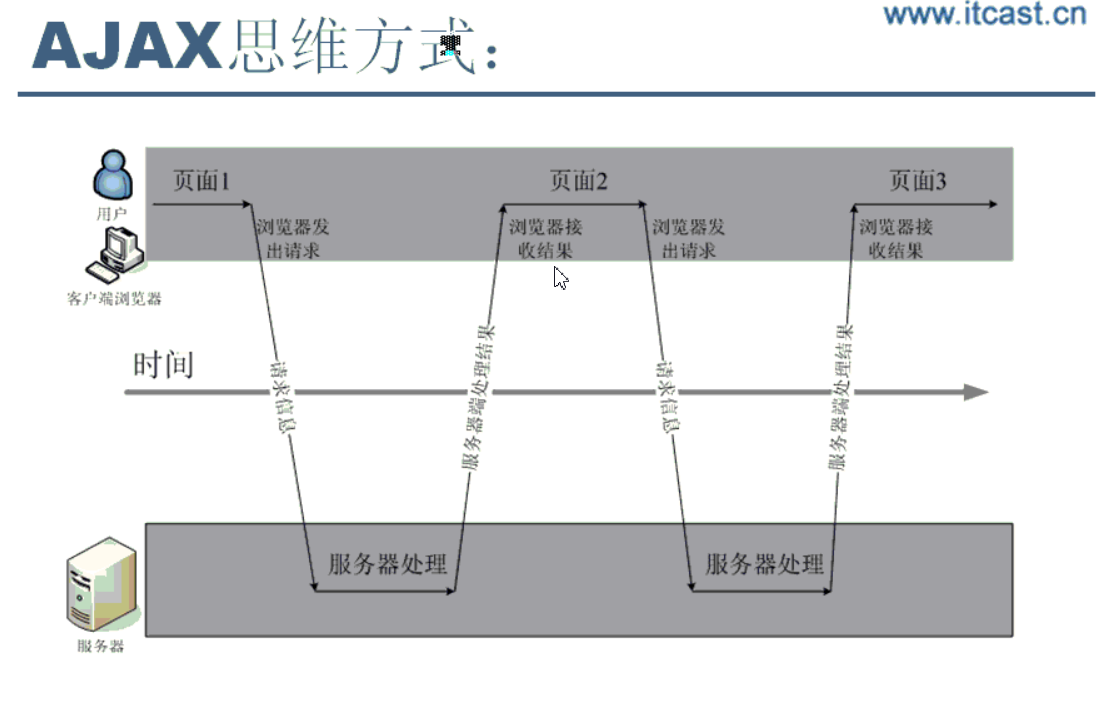 www.itcast.cn
AJAX思维方式：
页面1
页面2
页面3
用户
浏览器发
出请求
浏览器接
收结果
浏览器发
出请求
浏览器接
收结果
客户端浏览器
时间
请求信息
服务器端处理结果
请求信息
服务器端处理结果
服务器处理
服务器处理
服务器